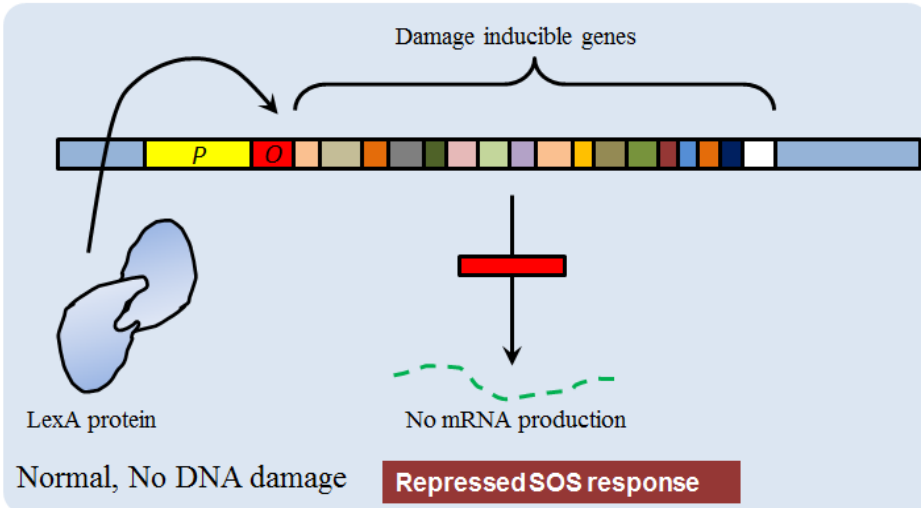 Damage inducible genes
P
O
LexA protein
No mRNA production
Normal, No DNA damage
Repressed SOS response